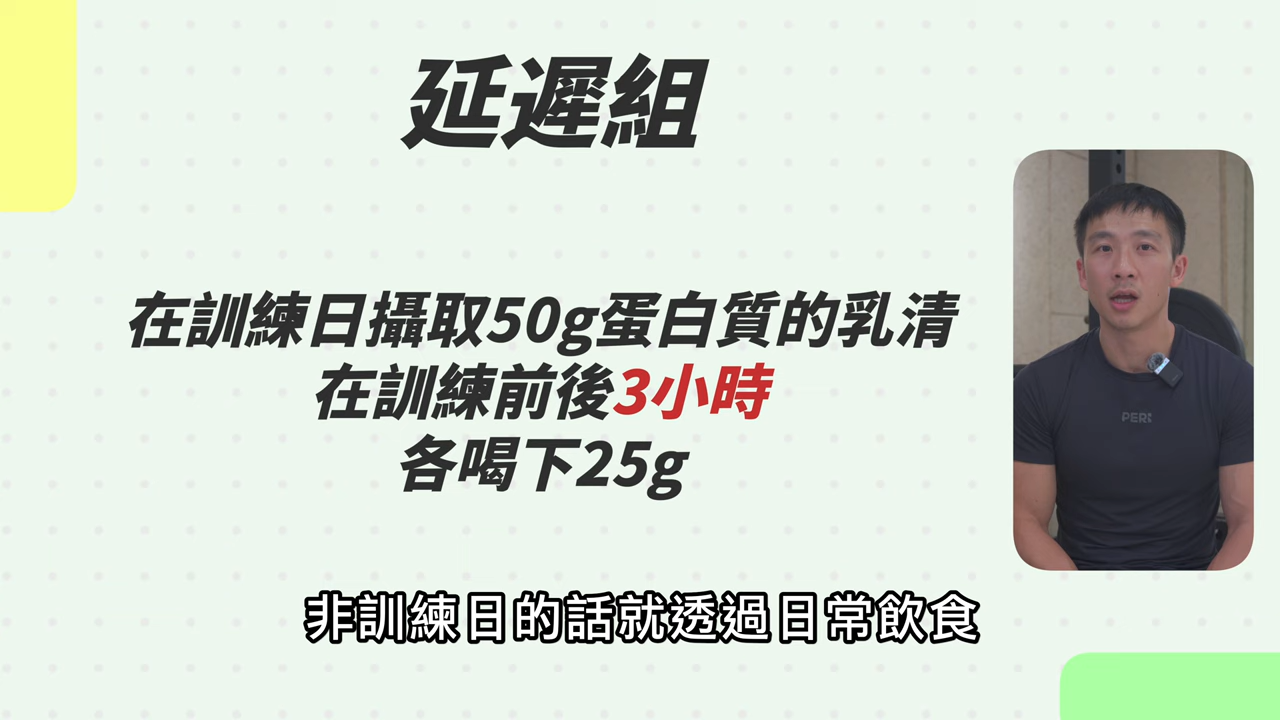 延遲組
在訓練日攝取50g蛋白質的乳清
在訓練前後3小時
各喝下25g
非訓練日的話就透過日常飲食